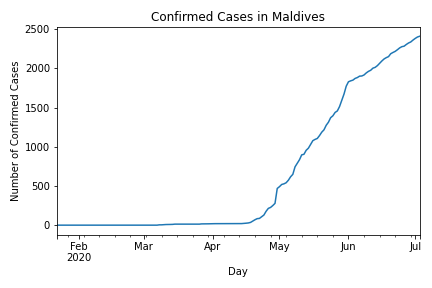 Confirmed Cases in Maldives
Number of Confirmed Cases
2500
2000
1500
1000
500
0
Feb Mar Apr May Jun Jul
2020
Day